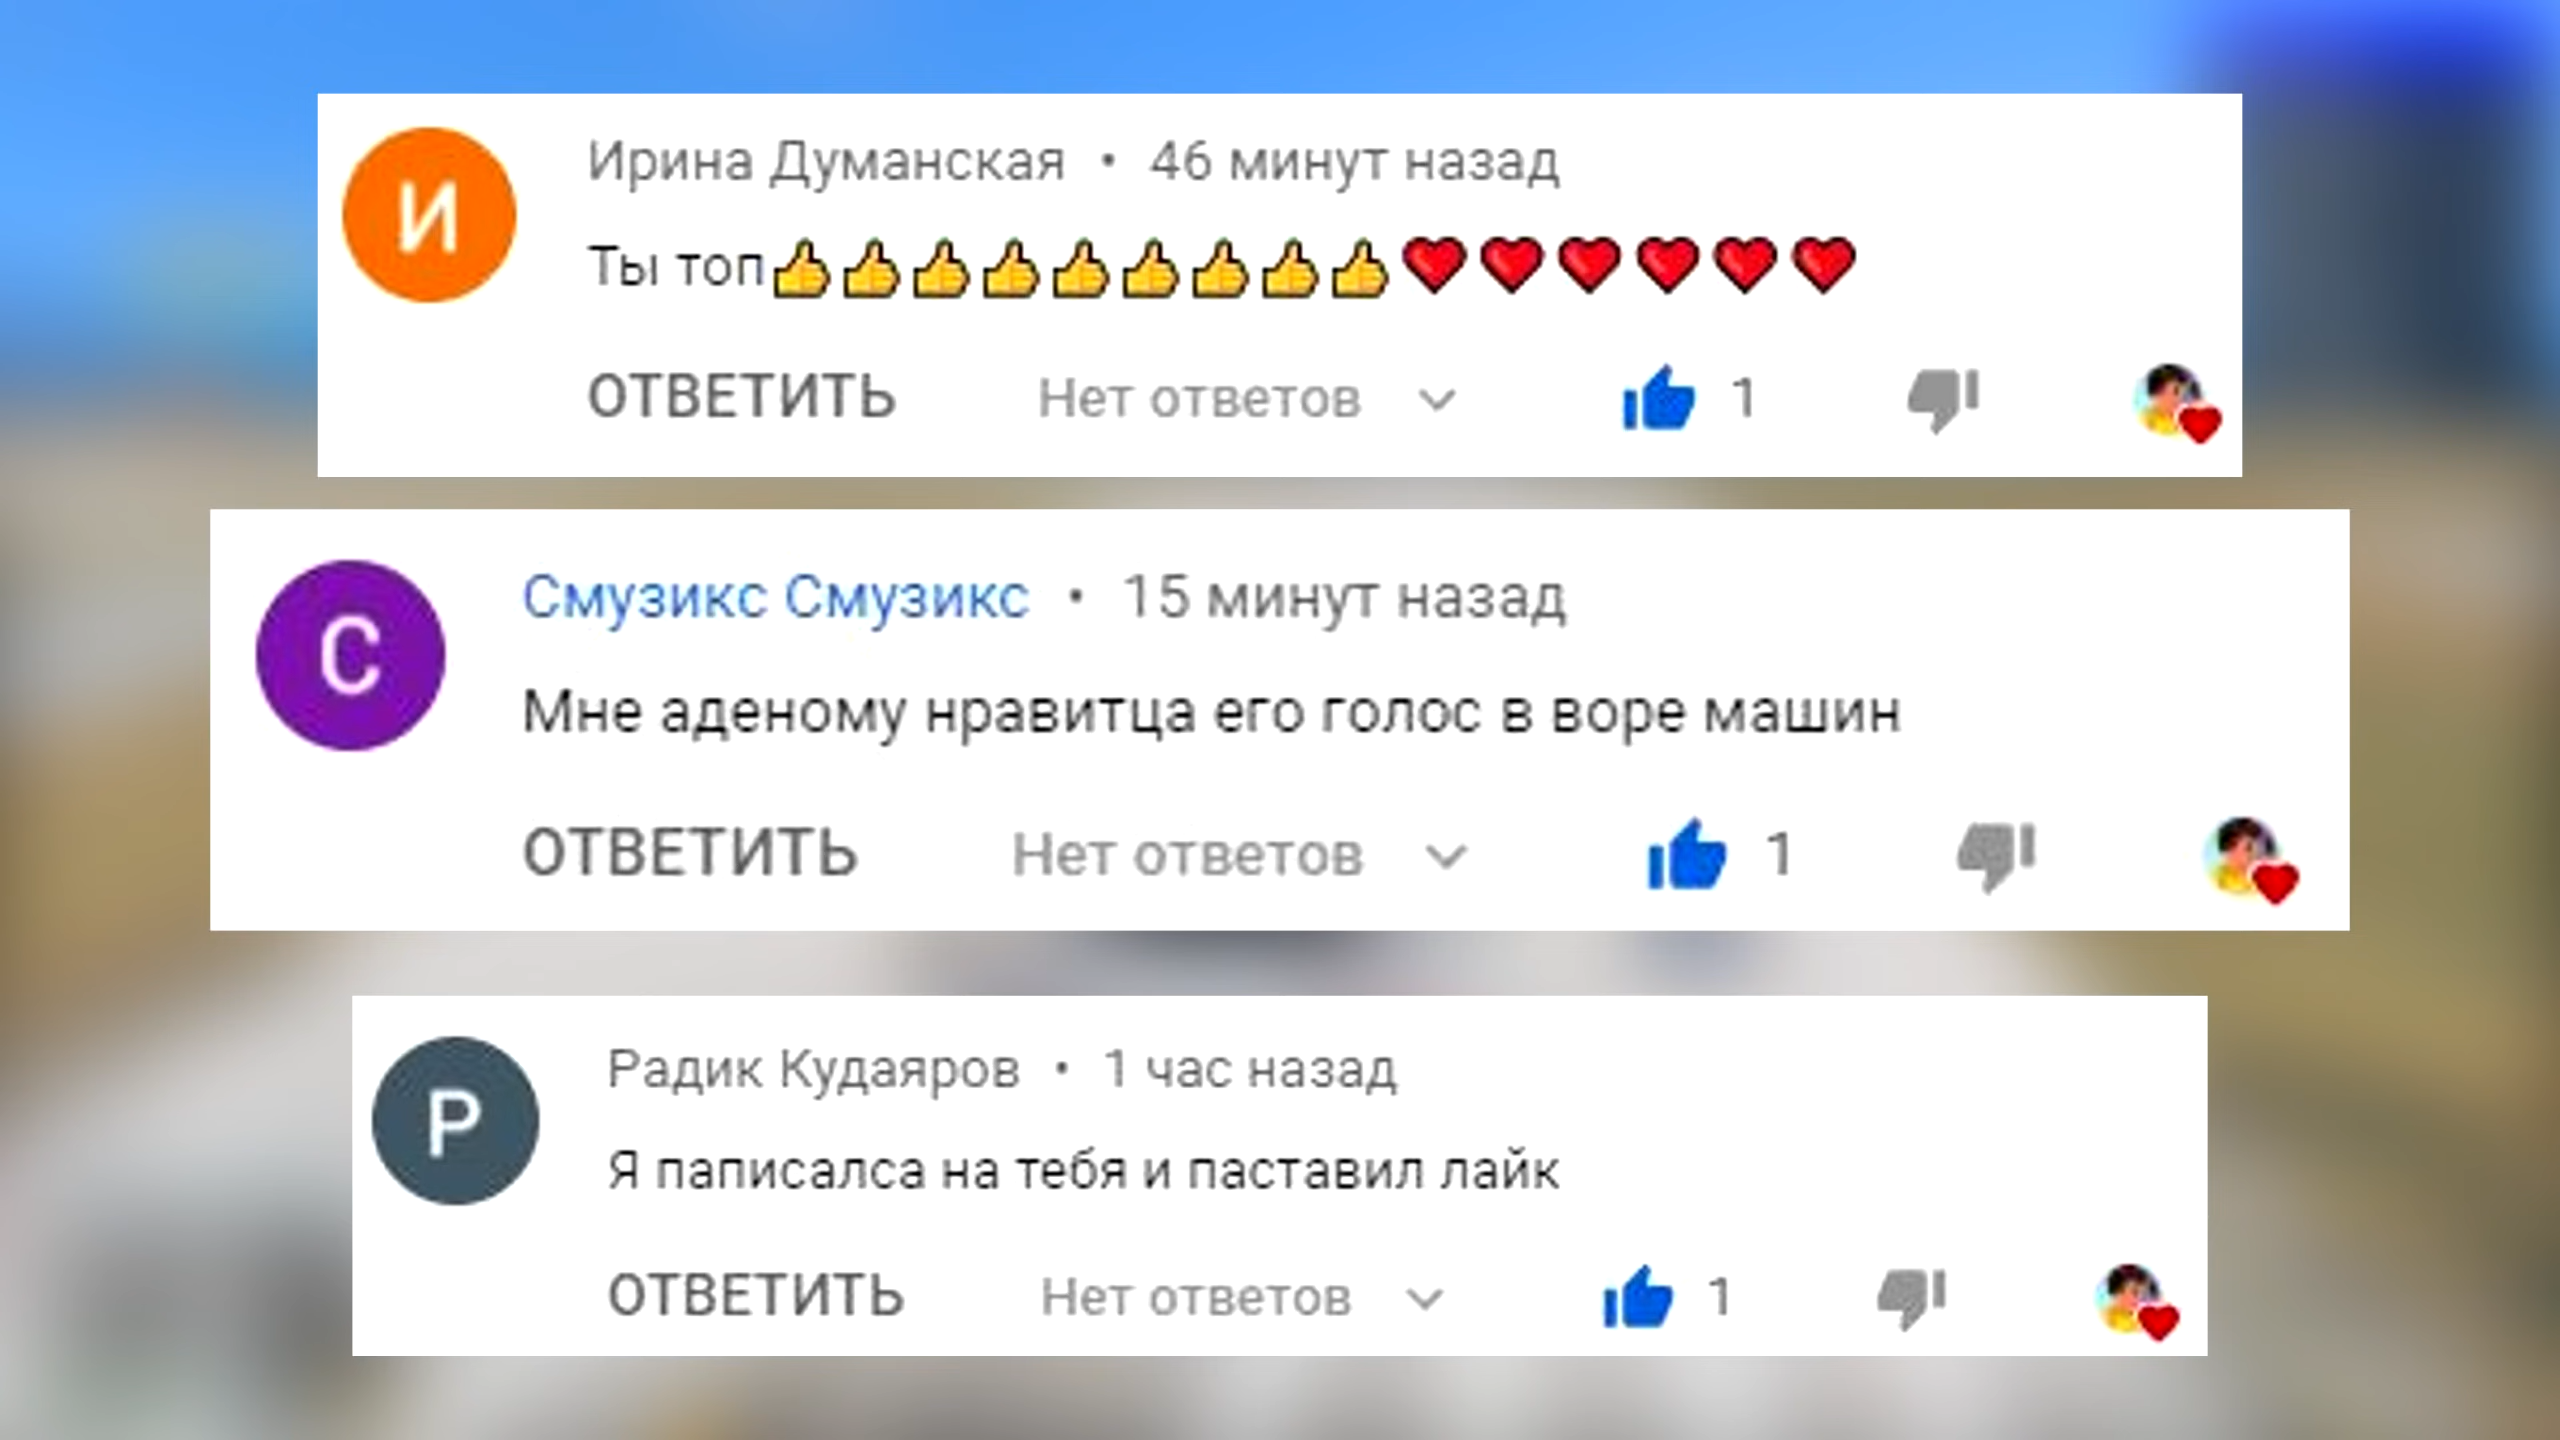 И
Ирина Думанская • 46 минут назад
Ты топ👍👍👍👍👍👍👍👍👍❤❤❤❤❤❤
ОТВЕТИТЬ Нет ответов 1
С
Смузикс Смузикс • 15 минут назад
Мне аденому нравитца его голос в воре машин
ОТВЕТИТЬ Нет ответов 1
Р
Радик Кудаяров • 1 час назад
Я паписалса на тебя и паставил лайк
ОТВЕТИТЬ Нет ответов 1